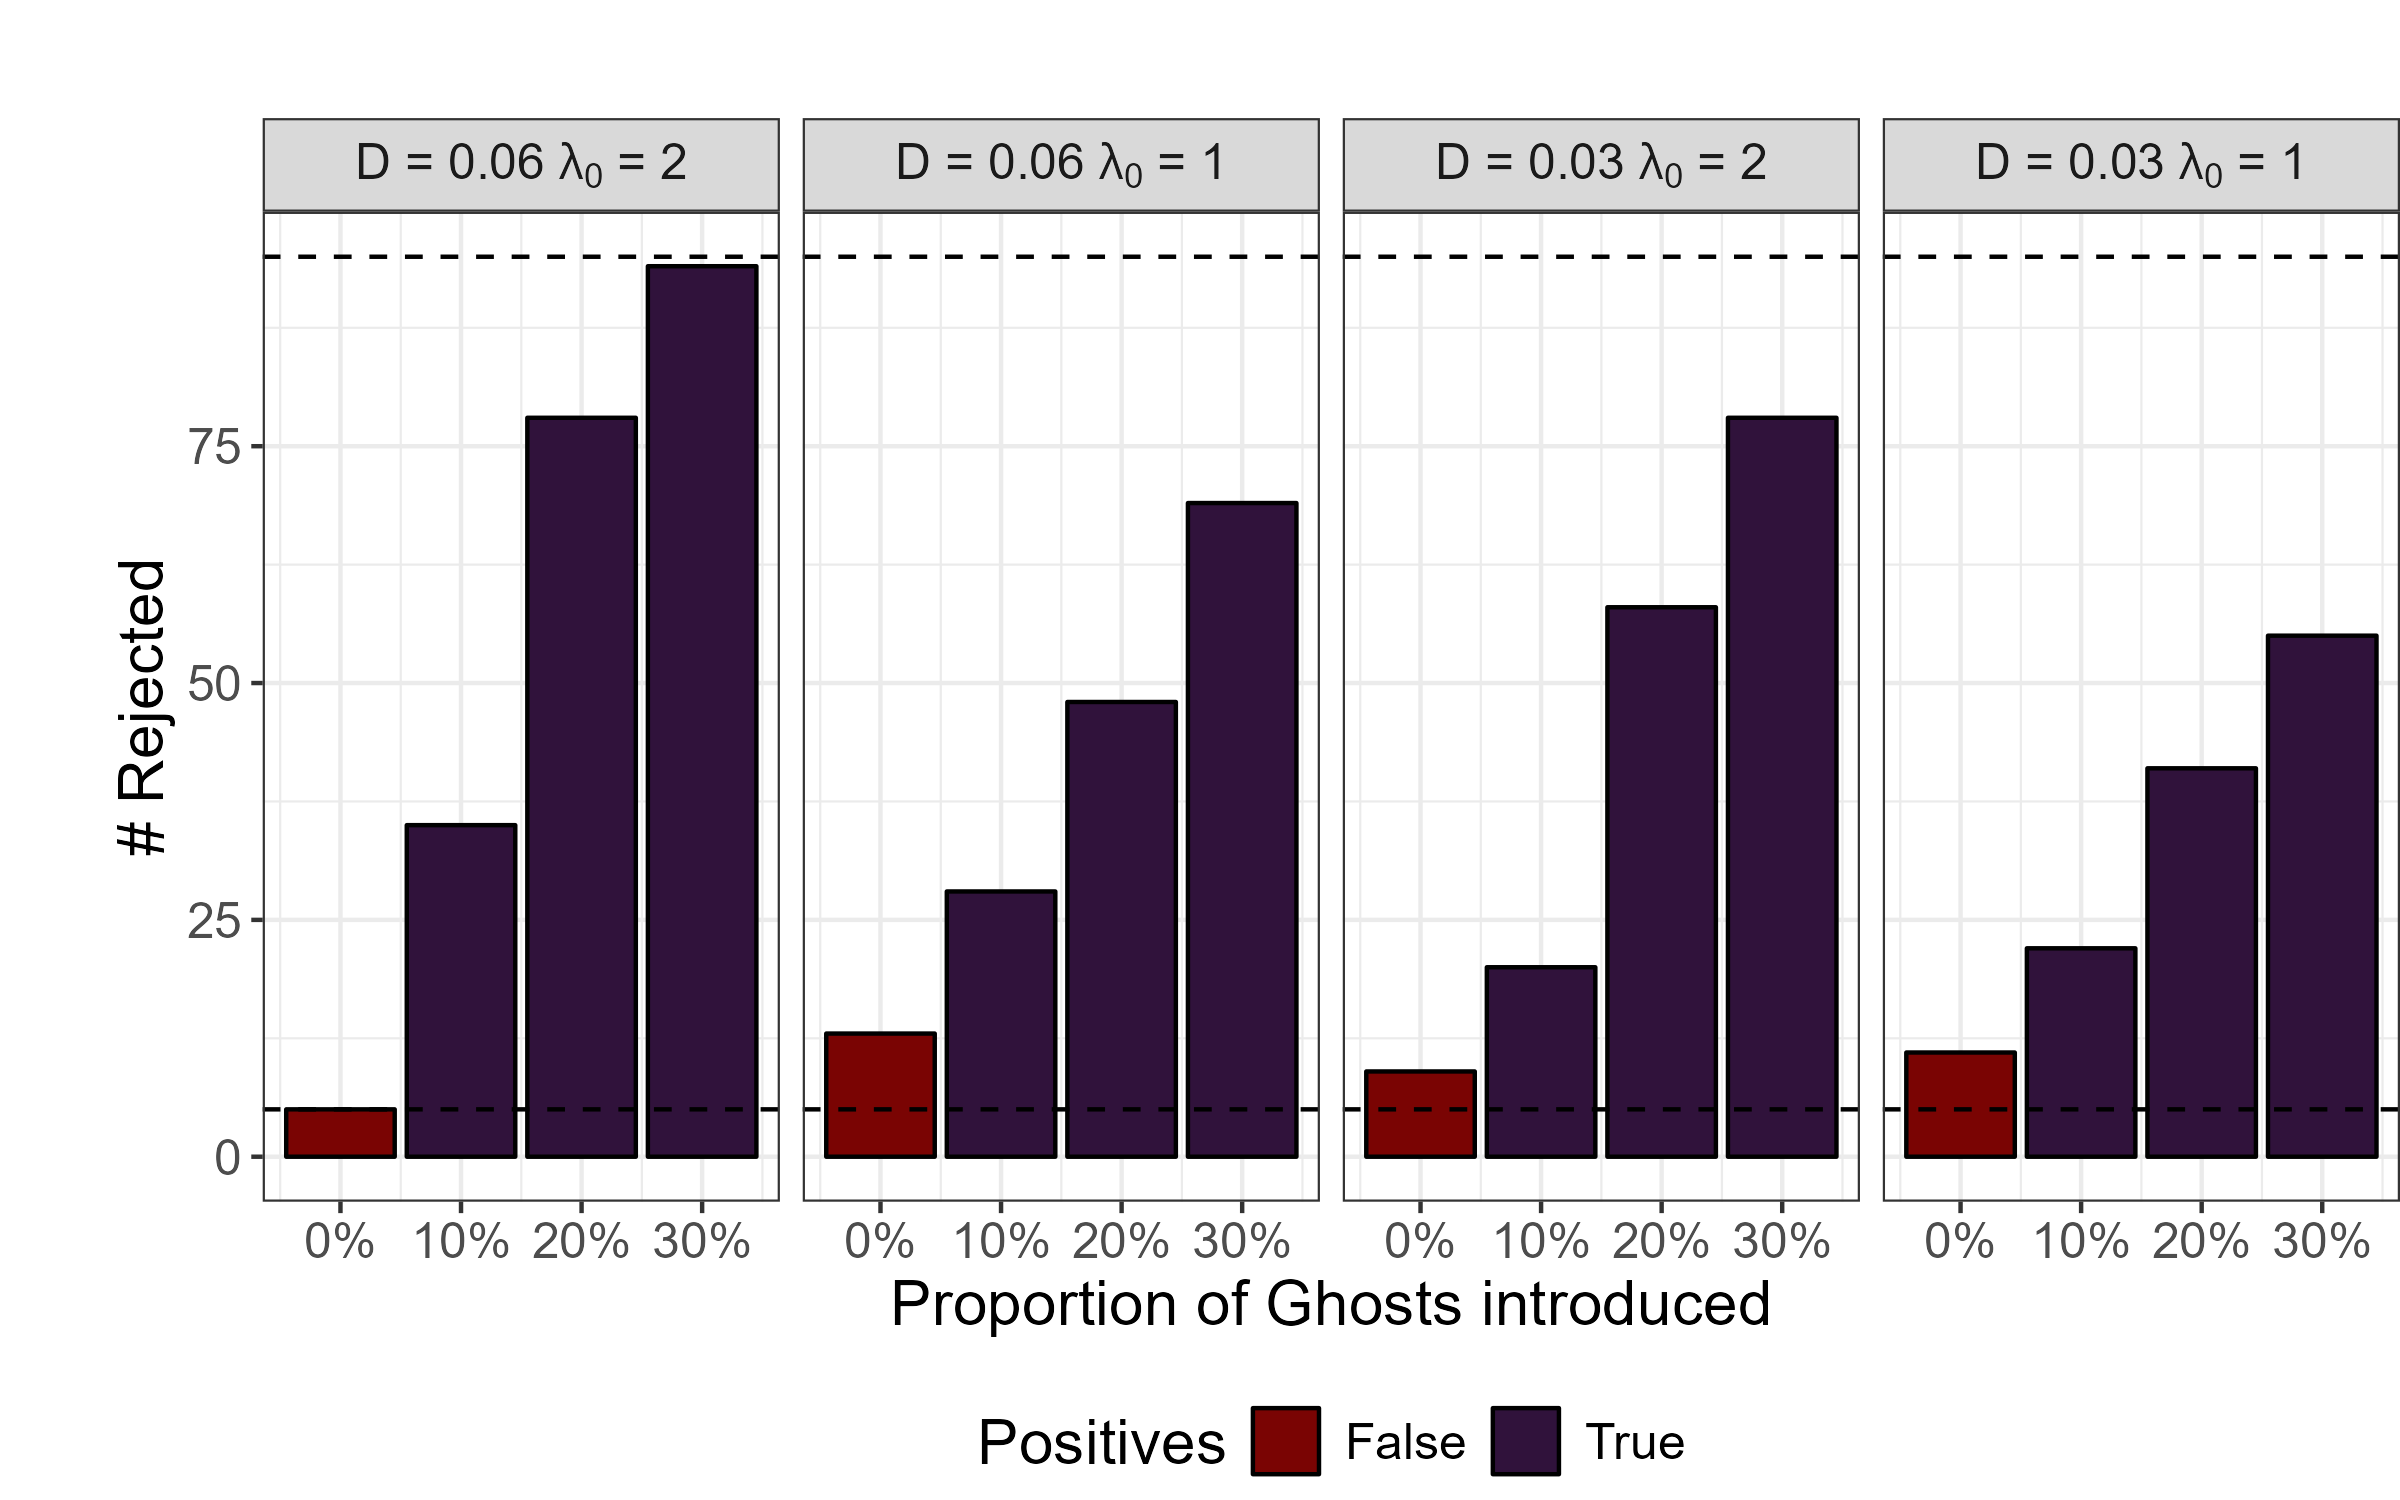 D = 0.06 λ₀ = 2
D = 0.06 λ₀ = 1
D = 0.03 λ₀ = 2
D = 0.03 λ₀ = 1
# Rejected
75
50
25
0
0% 10% 20% 30%
0% 10% 20% 30%
0% 10% 20% 30%
0% 10% 20% 30%
Proportion of Ghosts introduced
Positives False True